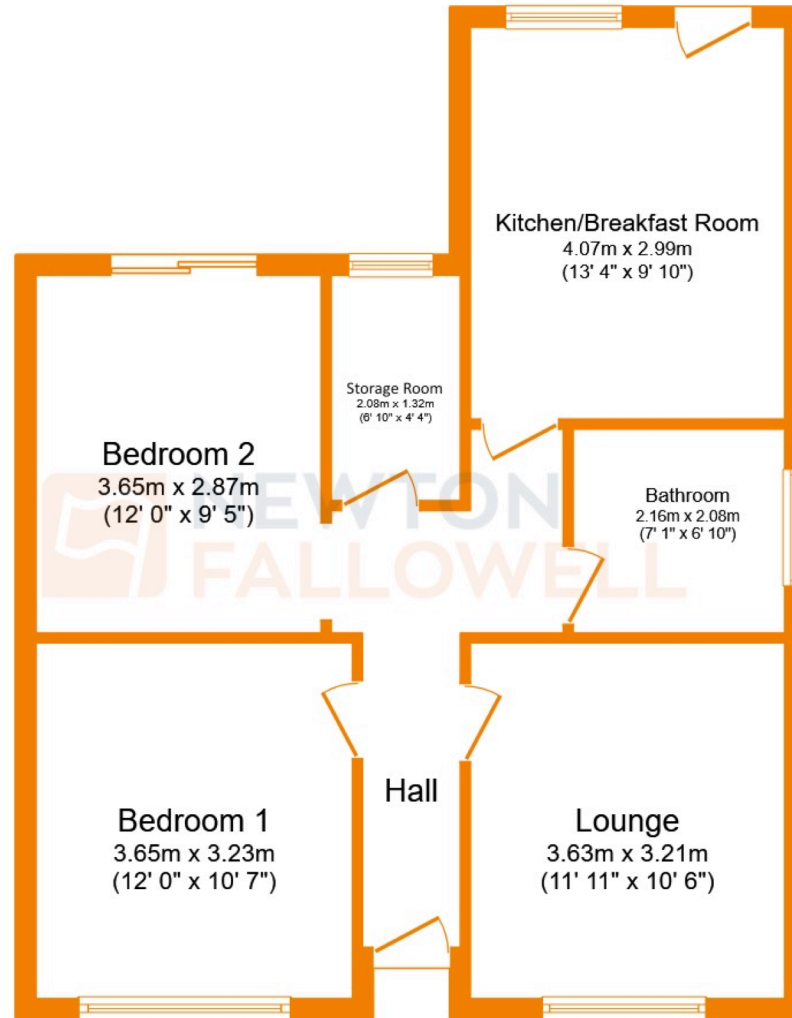 Kitchen/Breakfast Room
4.07m x 2.99m
(13' 4" x 9' 10")
Storage Room
2.08m x 1.32m
(6' 10" x 4' 4")
Bedroom 2
3.65m x 2.87m
(12' 0" x 9' 5")
Bathroom
2.16m x 2.08m
(7' 1" x 6' 10")
NEWTON
FALLOWELL
Hall
Bedroom 1
3.65m x 3.23m
(12' 0" x 10' 7")
Lounge
3.63m x 3.21m
(11' 11" x 10' 6")